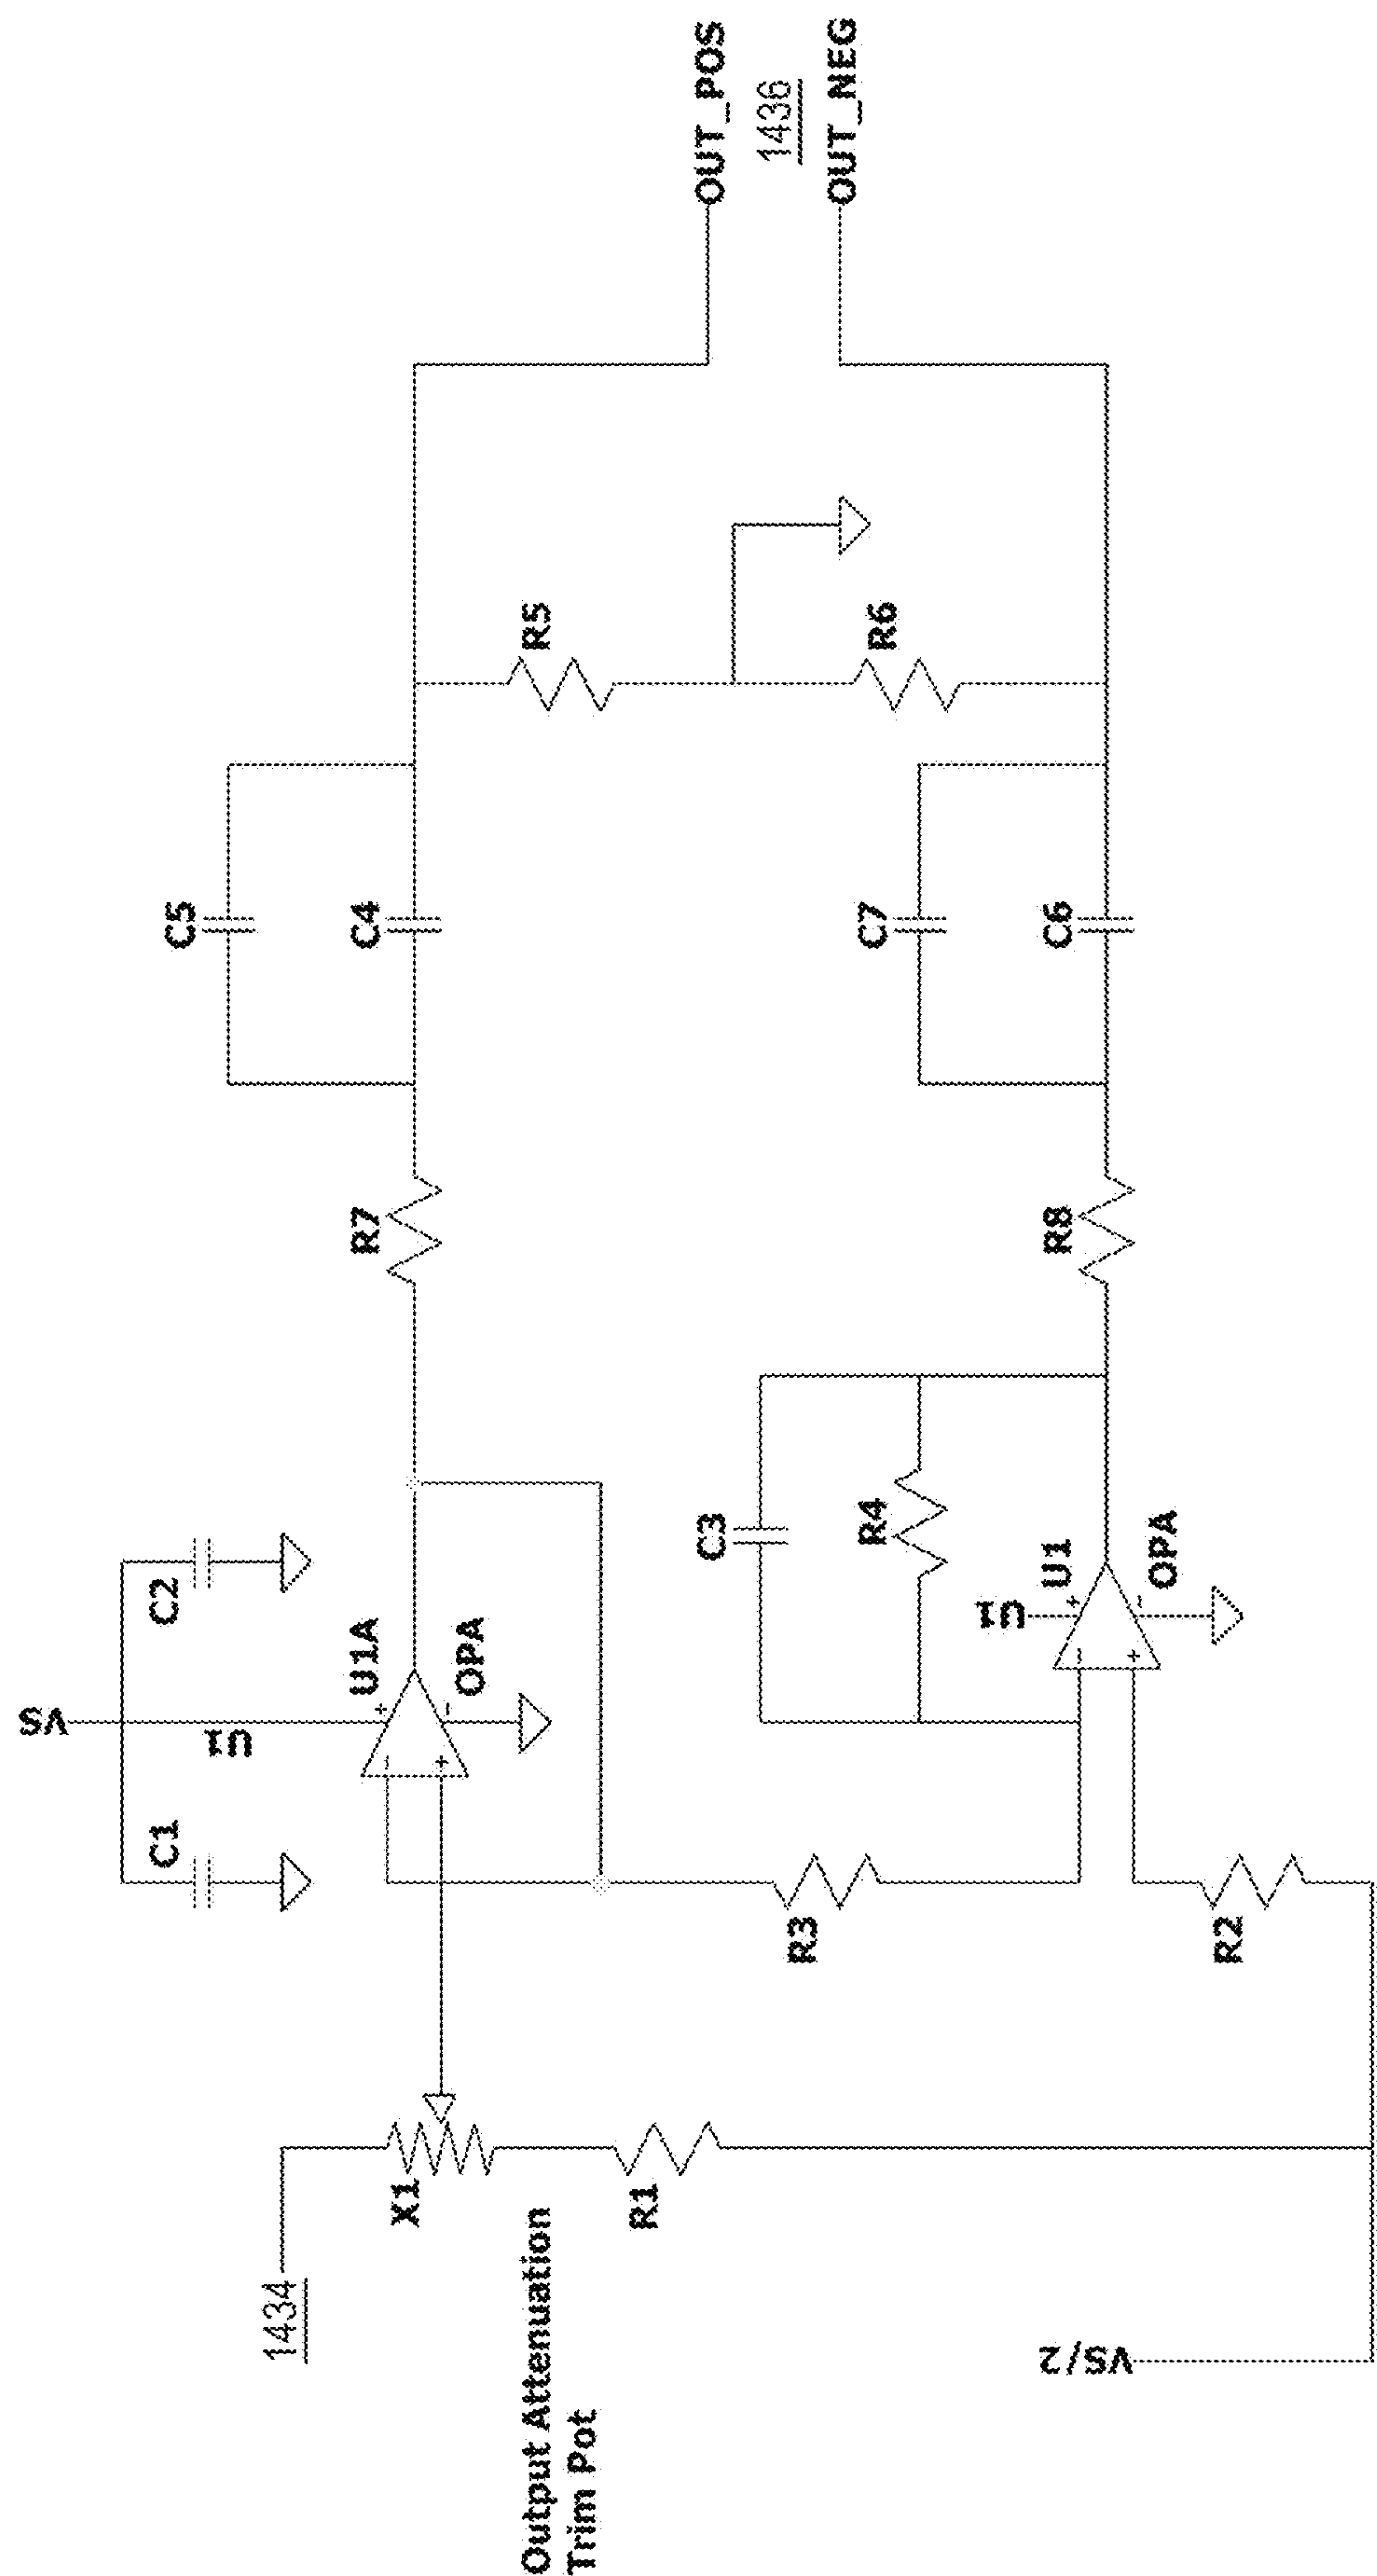 VS
C1
C2
U1
U1A
OPA
R7
C5
C4
R5
OUT_POS
1436
OUT_NEG
1434
X1
Output Attenuation
Trim Pot
R1
R3
C3
R4
U1
U1
OPA
R8
C7
C6
R6
R2
VS/2